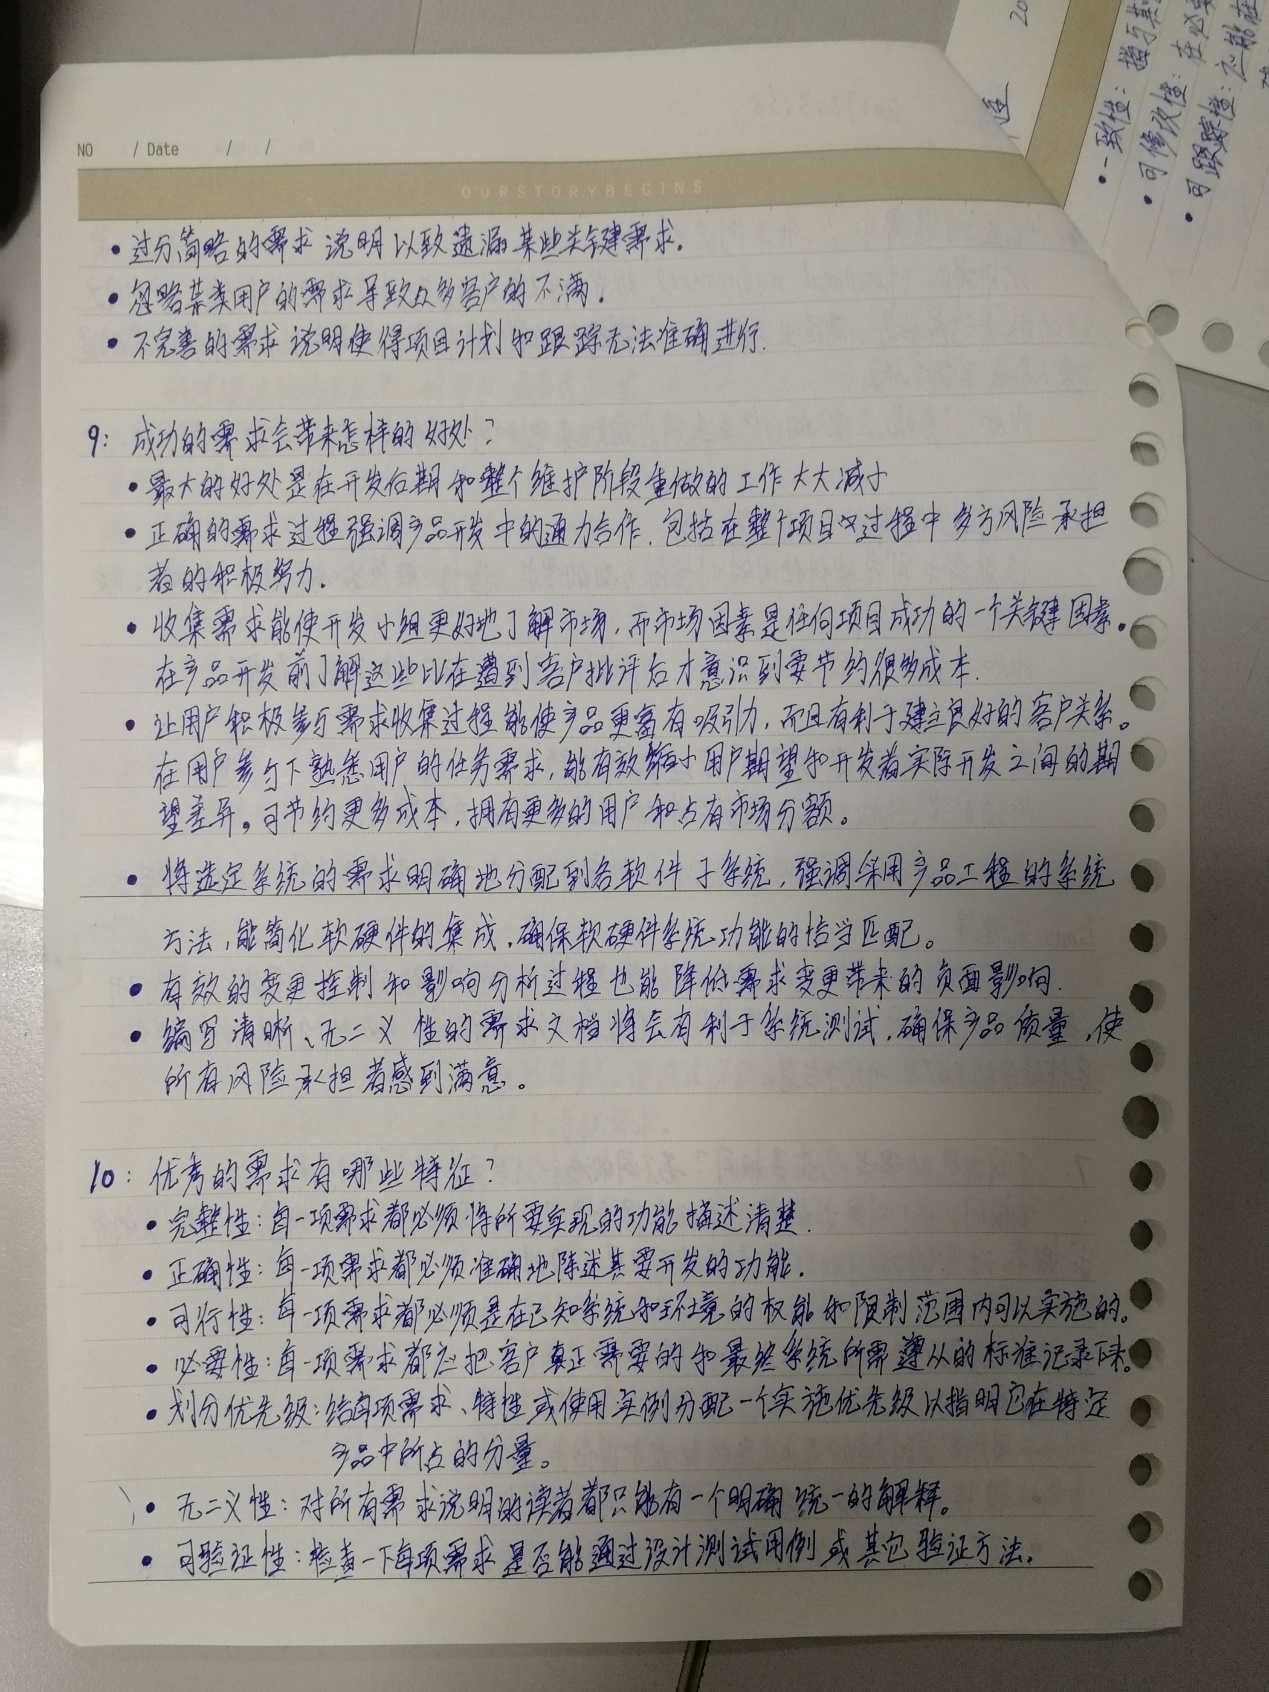 NO / Date / /
OURSTORYBEGINS
•过分简略的需求说明以致遗漏某些关键需求.
•忽略某类用户的需求导致众多客户的不满.
•不完善的需求说明使得项目计划和跟踪无法准确进行.
9: 成功的需求会带来怎样的好处?
•最大的好处是在开发后期和整个维护阶段重做的工作大大减少
•正确的需求过程强调产品开发中的通力合作.包括在整个项目过程中多方风险承担
者的积极努力.
•收集需求能使开发小组更好地了解市场,而市场因素是任何项目成功的一个关键因素.
在产品开发前了解这些比在遭到客户批评后才意识到要节约很多成本.
•让用户积极参与需求收集过程能使产品更富有吸引力,而且有利于建立良好的客户关系。
在用户参与下熟悉用户的任务需求,能有效缩小用户期望和开发者实际开发之间的期
望差异。可节约更多成本,拥有更多的用户和占有市场分额。
•将选定系统的需求明确地分配到各软件子系统,强调采用产品工程的系统
方法,能简化软硬件的集成,确保软硬件系统功能的恰当匹配。
•有效的变更控制和影响分析过程也能降低需求变更带来的负面影响.
•编写清晰、无二义性的需求文档将会有利于系统测试,确保产品质量,使
所有风险承担者感到满意。
10: 优秀的需求有哪些特征?
•完整性:每一项需求都必须将所要实现的功能描述清楚.
•正确性:每一项需求都必须准确地陈述其要开发的功能.
•可行性:每一项需求都必须是在已知系统和环境的权能和限制范围内可以实施的。
•必要性:每一项需求都应把客户真正需要的和最终系统所需遵从的标准记录下来。
•划分优先级:给每项需求、特性或使用实例分配一个实施优先级以指明它在特定
产品中所占的分量。
•无二义性:对所有需求说明的读者都只能有一个明确统一的解释。
•可验证性:检查一下每项需求是否能通过设计测试用例或其它验证方法.
•一致性:指与其
•可修改性:在必
•可跟踪性:应能在